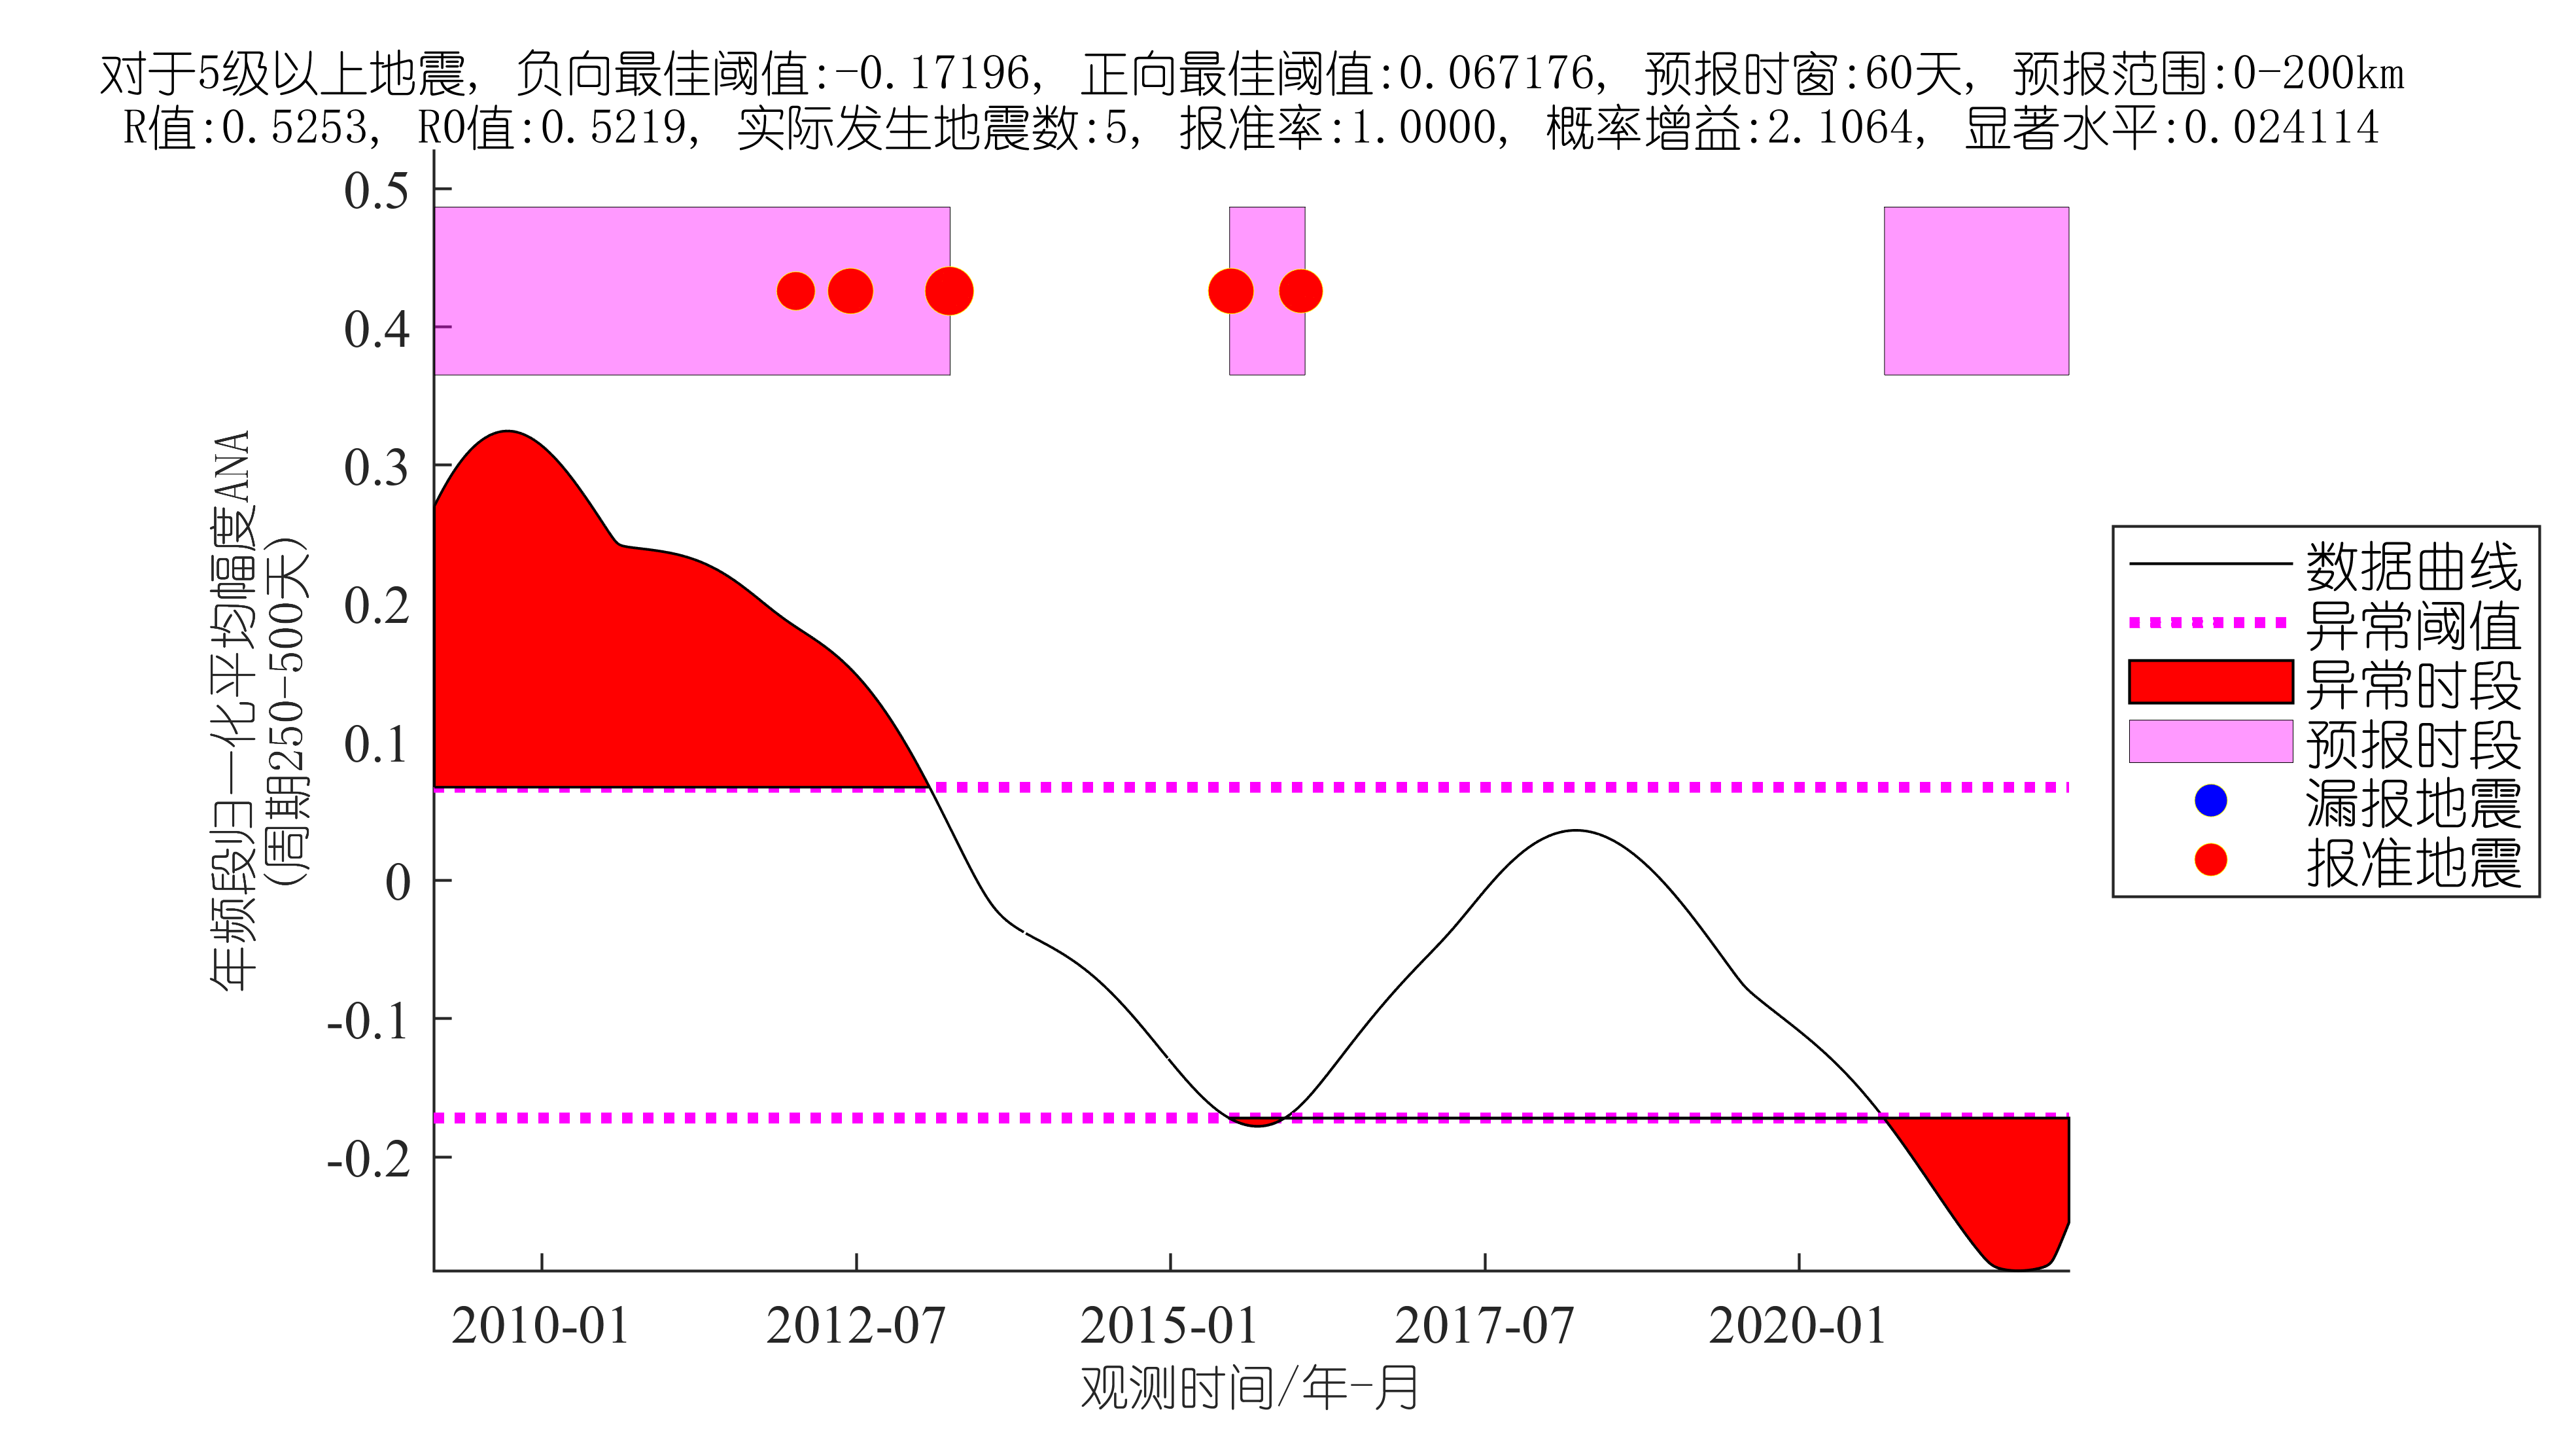 对于5级以上地震, 负向最佳阈值:-0.17196, 正向最佳阈值:0.067176, 预报时窗:60天, 预报范围:0-200km
R值:0.5253, R0值:0.5219, 实际发生地震数:5, 报准率:1.0000, 概率增益:2.1064, 显著水平:0.024114
年频段归一化平均幅度ANA
(周期250-500天)
0.5
0.4
0.3
0.2
0.1
0
-0.1
-0.2
2010-01
2012-07
2015-01
2017-07
2020-01
观测时间/年-月
数据曲线
异常阈值
异常时段
预报时段
漏报地震
报准地震